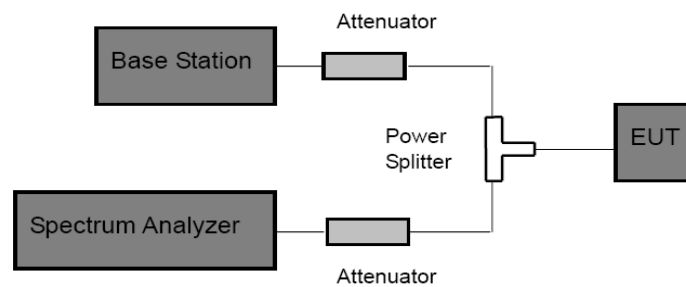 Attenuator
Base Station
Power
Splitter
EUT
Spectrum Analyzer
Attenuator